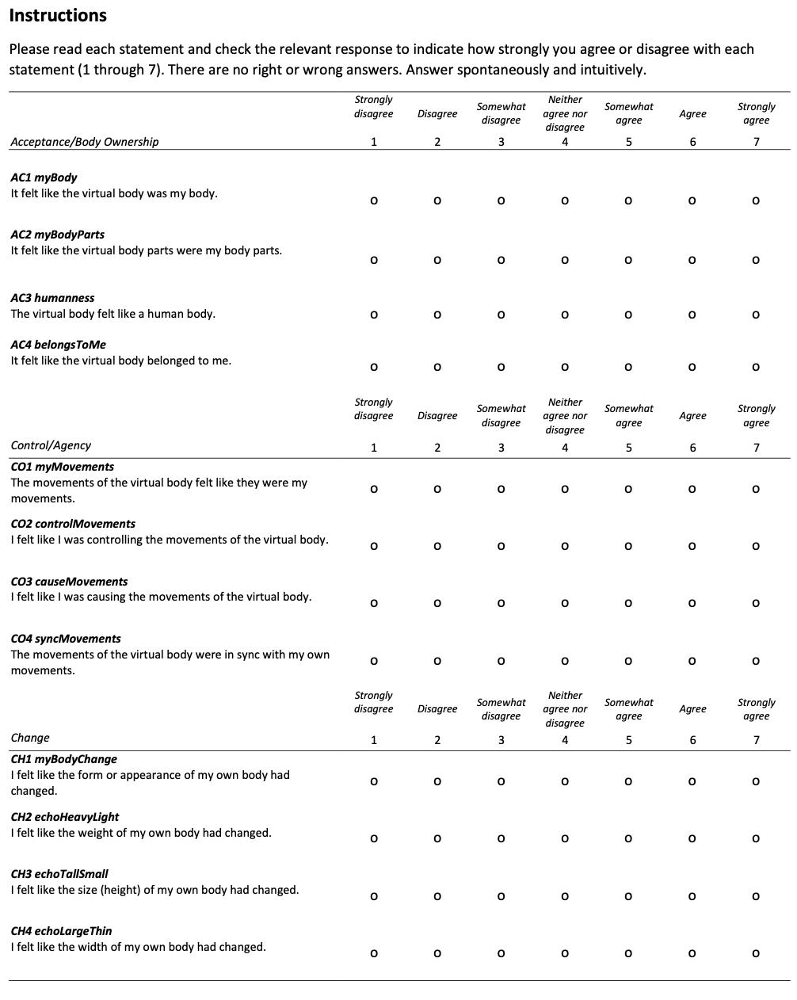 Instructions
Please read each statement and check the relevant response to indicate how strongly you agree or disagree with each
statement (1 through 7). There are no right or wrong answers. Answer spontaneously and intuitively.
Acceptance/Body Ownership
Strongly disagree 1
Disagree 2
Somewhat disagree 3
Neither agree nor disagree 4
Somewhat agree 5
Agree 6
Strongly agree 7
AC1 myBody
It felt like the virtual body was my body.
o o o o o o o
AC2 myBodyParts
It felt like the virtual body parts were my body parts.
o o o o o o o
AC3 humanness
The virtual body felt like a human body.
o o o o o o o
AC4 belongsToMe
It felt like the virtual body belonged to me.
o o o o o o o
Control/Agency
Strongly disagree 1
Disagree 2
Somewhat disagree 3
Neither agree nor disagree 4
Somewhat agree 5
Agree 6
Strongly agree 7
CO1 myMovements
The movements of the virtual body felt like they were my
movements.
o o o o o o o
CO2 controlMovements
I felt like I was controlling the movements of the virtual body.
o o o o o o o
CO3 causeMovements
I felt like I was causing the movements of the virtual body.
o o o o o o o
CO4 syncMovements
The movements of the virtual body were in sync with my own
movements.
o o o o o o o
Change
Strongly disagree 1
Disagree 2
Somewhat disagree 3
Neither agree nor disagree 4
Somewhat agree 5
Agree 6
Strongly agree 7
CH1 myBodyChange
I felt like the form or appearance of my own body had
changed.
o o o o o o o
CH2 echoHeavyLight
I felt like the weight of my own body had changed.
o o o o o o o
CH3 echoTallSmall
I felt like the size (height) of my own body had changed.
o o o o o o o
CH4 echoLargeThin
I felt like the width of my own body had changed.
o o o o o o o